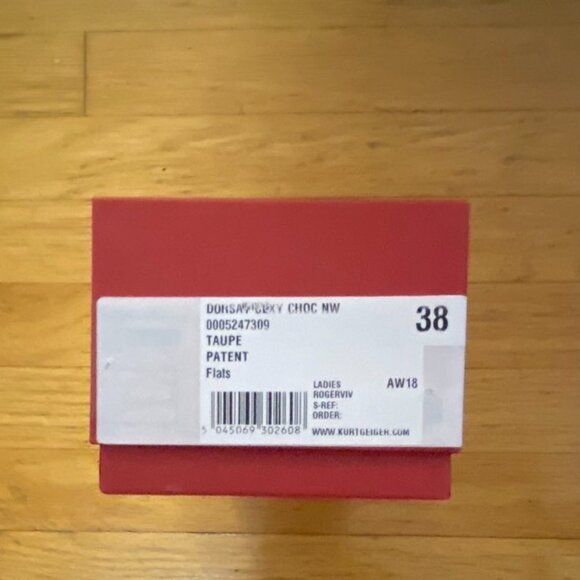 CHOC NW
38
0005247309
TAUPE
PATENT
Flats
LADIES
AW18
ROGERVIV
S-REF:
ORDER:
5 045069 302608
WWW.KURTGEIGER.COM